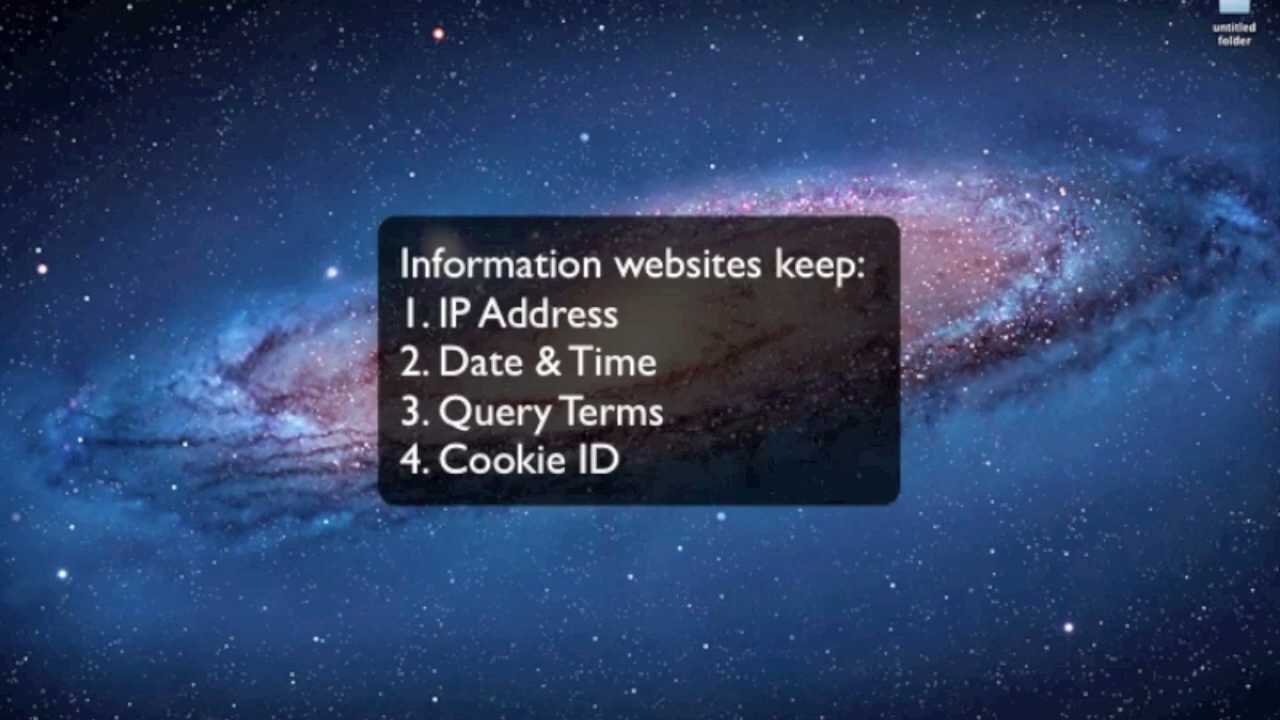 untitled
folder
Information websites keep:
1. IP Address
2. Date & Time
3. Query Terms
4. Cookie ID